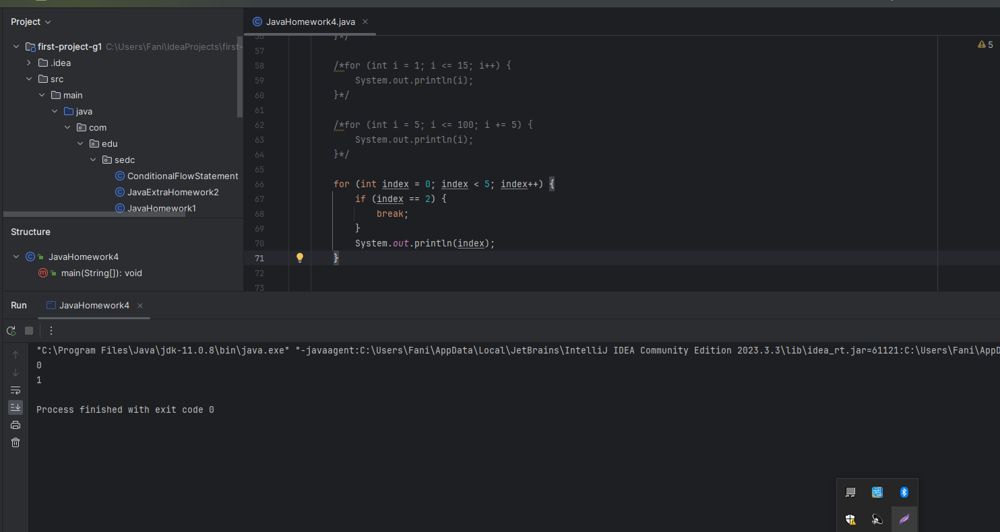 Project
first-project-g1 C:\Users\Fani\IdeaProjects\first-
.idea
src
main
java
com
edu
sedc
ConditionalFlowStatement
JavaExtraHomework2
JavaHomework1
Structure
JavaHomework4
main(String[]): void
JavaHomework4.java
5
56 }*/
57
58 /*for (int i = 1; i <= 15; i++) {
59 System.out.println(i);
60 }*/
61
62 /*for (int i = 5; i <= 100; i += 5) {
63 System.out.println(i);
64 }*/
65
66 for (int index = 0; index < 5; index++) {
67 if (index == 2) {
68 break;
69 }
70 System.out.println(index);
71 }
72
73
Run JavaHomework4
"C:\Program Files\Java\jdk-11.0.8\bin\java.exe" "-javaagent:C:\Users\Fani\AppData\Local\JetBrains\IntelliJ IDEA Community Edition 2023.3.3\lib\idea_rt.jar=61121:C:\Users\Fani\AppD
0
1
Process finished with exit code 0